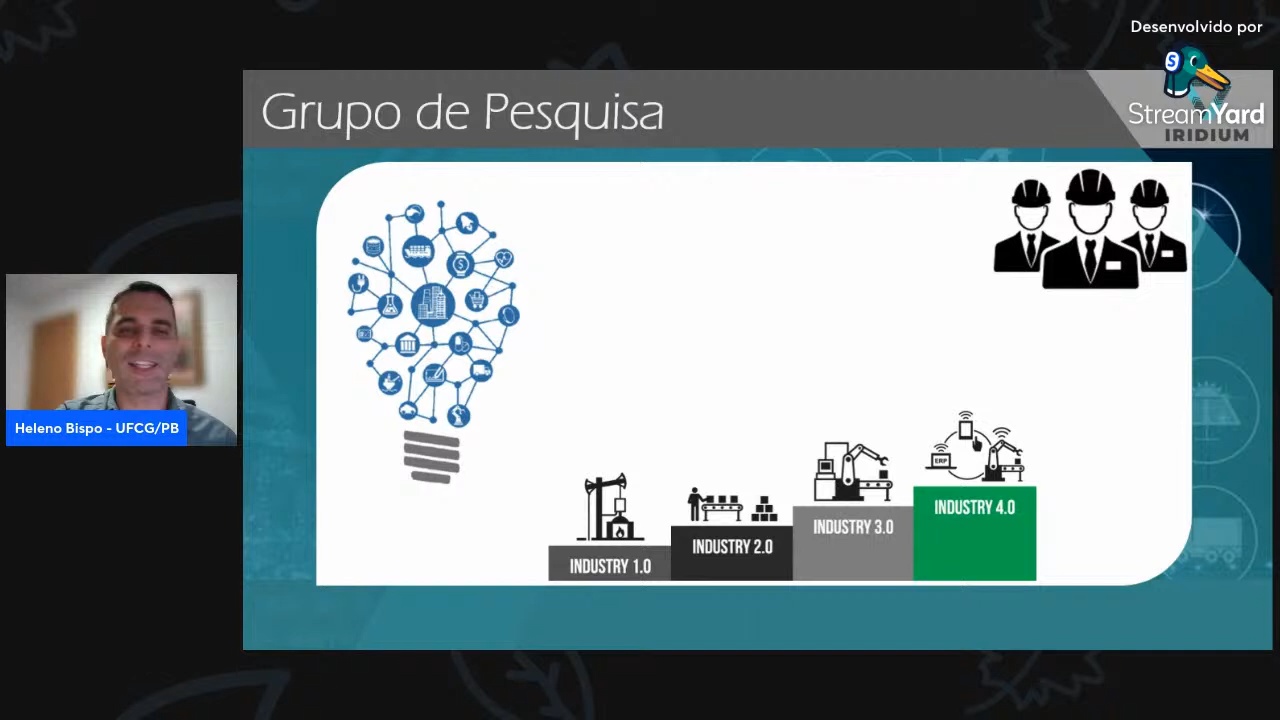 Desenvolvido por
S
StreamYard
IRIDIUM
Grupo de Pesquisa
Heleno Bispo - UFCG/PB
$
ERP
INDUSTRY 1.0
INDUSTRY 2.0
INDUSTRY 3.0
INDUSTRY 4.0